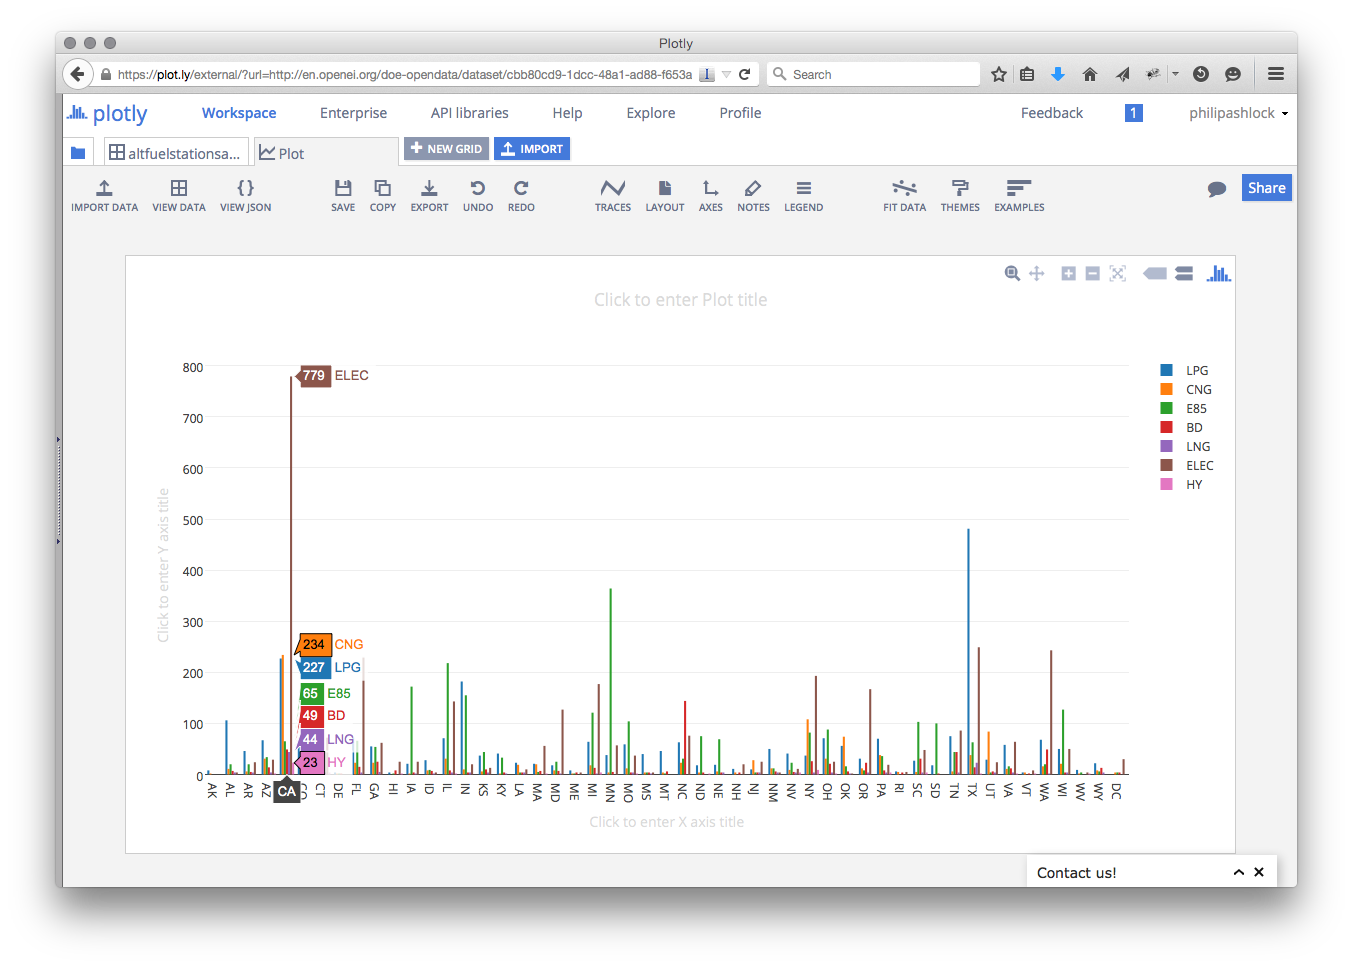 Plotly
https://plot.ly/external/?url=http://en.openei.org/doe-opendata/dataset/cbb80cd9-1dcc-48a1-ad88-f653a
Search
plotly Workspace Enterprise API libraries Help Explore Profile Feedback 1 philipashlock
altfuelstationsa... Plot NEW GRID IMPORT
IMPORT DATA VIEW DATA VIEW JSON SAVE COPY EXPORT UNDO REDO TRACES LAYOUT AXES NOTES LEGEND FIT DATA THEMES EXAMPLES Share
Click to enter Plot title
Click to enter Y axis title
800
700
600
500
400
300
200
100
0
779 ELEC
234 CNG
227 LPG
65 E85
49 BD
44 LNG
23 HY
LPG
CNG
E85
BD
LNG
ELEC
HY
AK AL AR AZ CA CO CT DE FL GA HI IA ID IL IN KS KY LA MA MD ME MI MN MO MS MT NC ND NE NH NJ NM NV NY OH OK OR PA RI SC SD TN TX UT VA VT WA WI WV WY DC
Click to enter X axis title
Contact us!